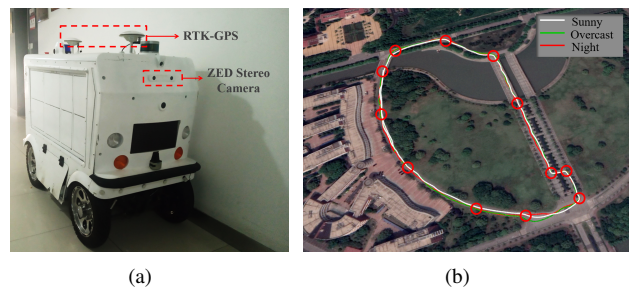 RTK-GPS
ZED Stereo
Camera
Sunny
Overcast
Night
(a)
(b)